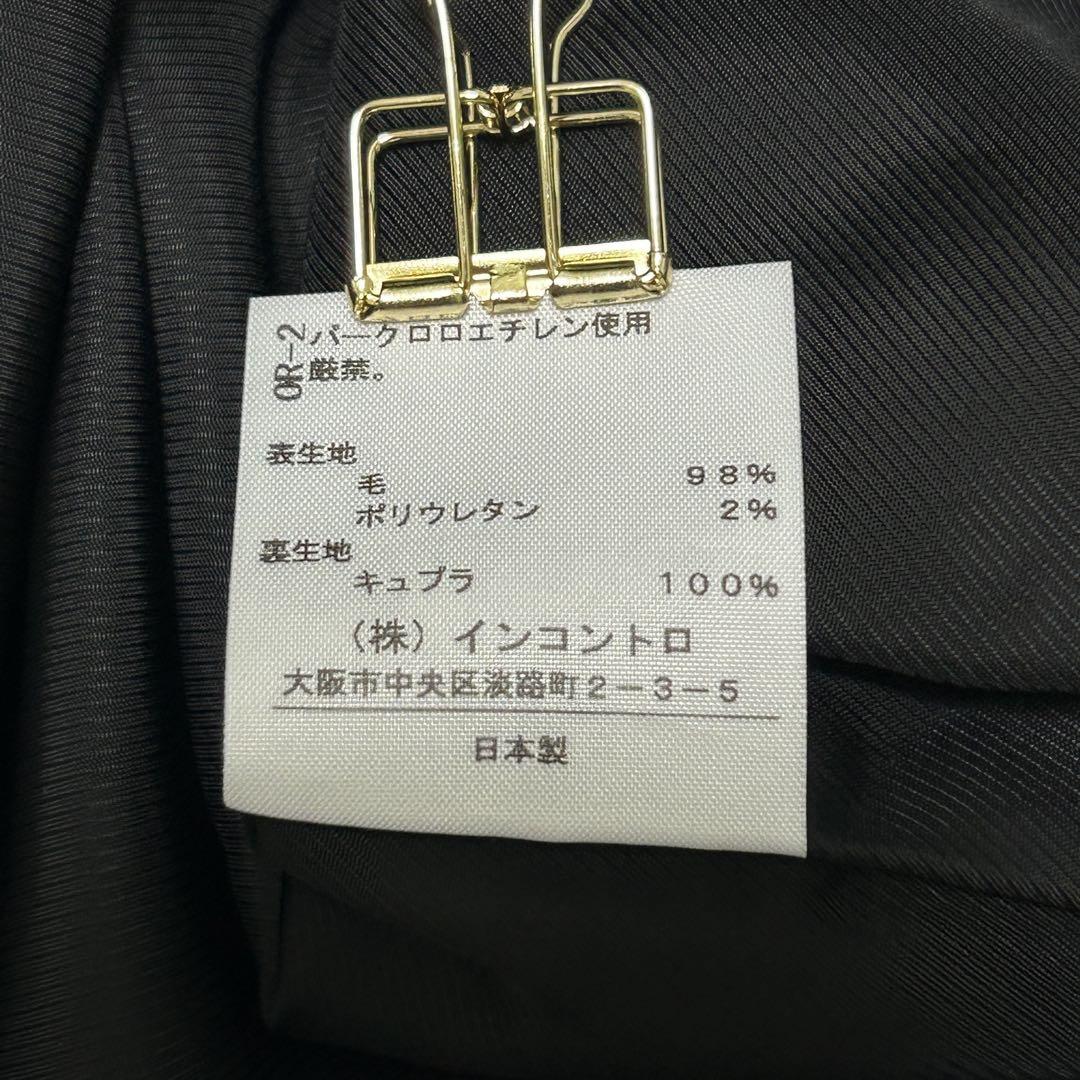 パークロロエチレン使用
厳禁。
OR-2
表生地
毛 98%
ポリウレタン 2%
裏生地
キュプラ 100%
(株)インコントロ
大阪市中央区淡路町2-3-5
日本製